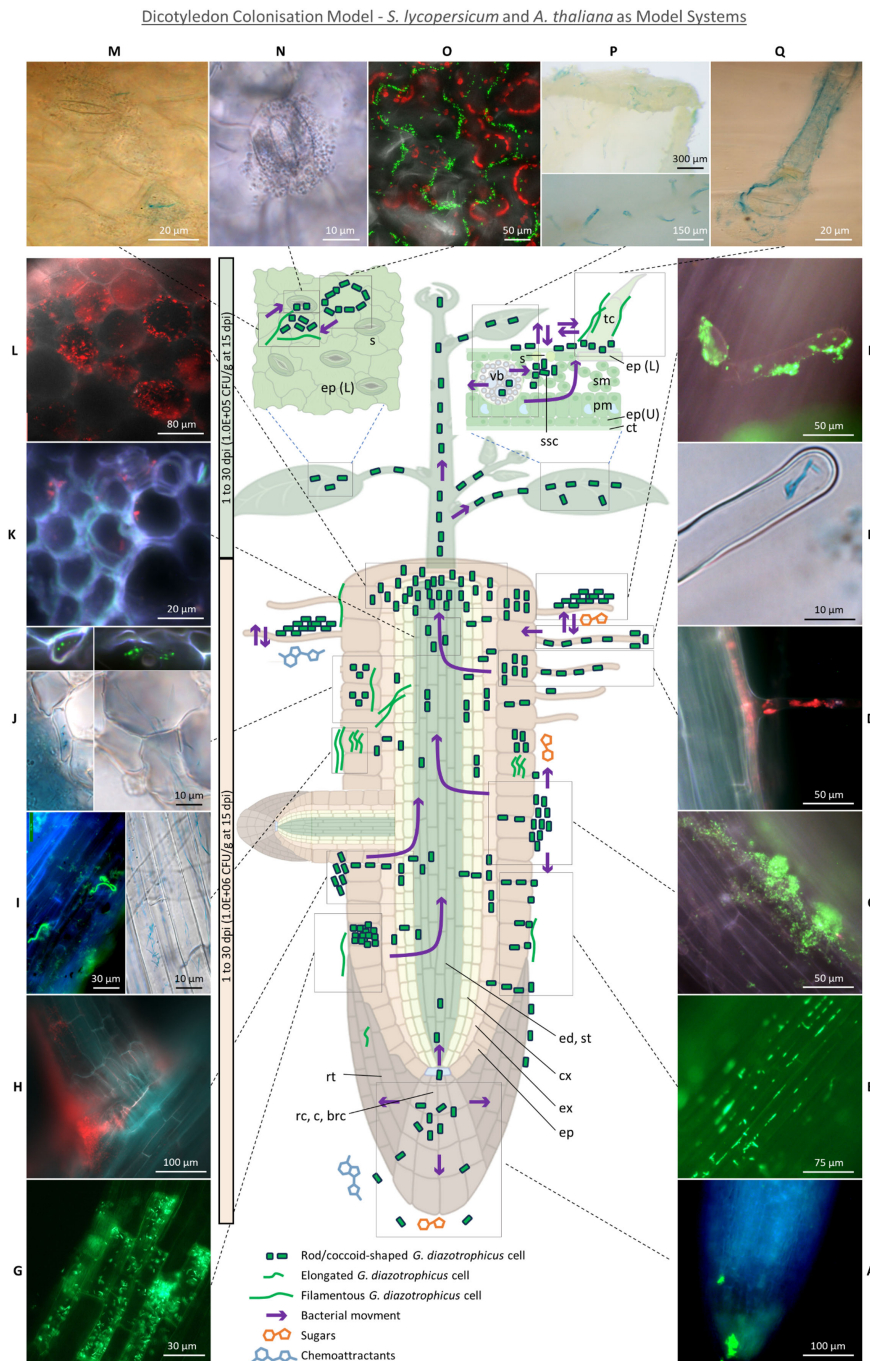 Dicotyledon Colonisation Model - S. lycopersicum and A. thaliana as Model Systems
M
N
O
P
Q
20 µm
10 µm
50 µm
300 µm
150 µm
20 µm
L
80 µm
K
20 µm
J
10 µm
I
30 µm
10 µm
H
100 µm
G
30 µm
1 to 30 dpi (1.0E+05 CFU/g at 15 dpi)
1 to 30 dpi (1.0E+06 CFU/g at 15 dpi)
s
ep (L)
tc
s
vb
ep (L)
sm
pm
ep(U)
ct
ssc
50 µm
10 µm
50 µm
50 µm
75 µm
100 µm
ed, st
cx
ex
ep
rt
rc, c, brc
Rod/coccoid-shaped G. diazotrophicus cell
Elongated G. diazotrophicus cell
Filamentous G. diazotrophicus cell
Bacterial movment
Sugars
Chemoattractants